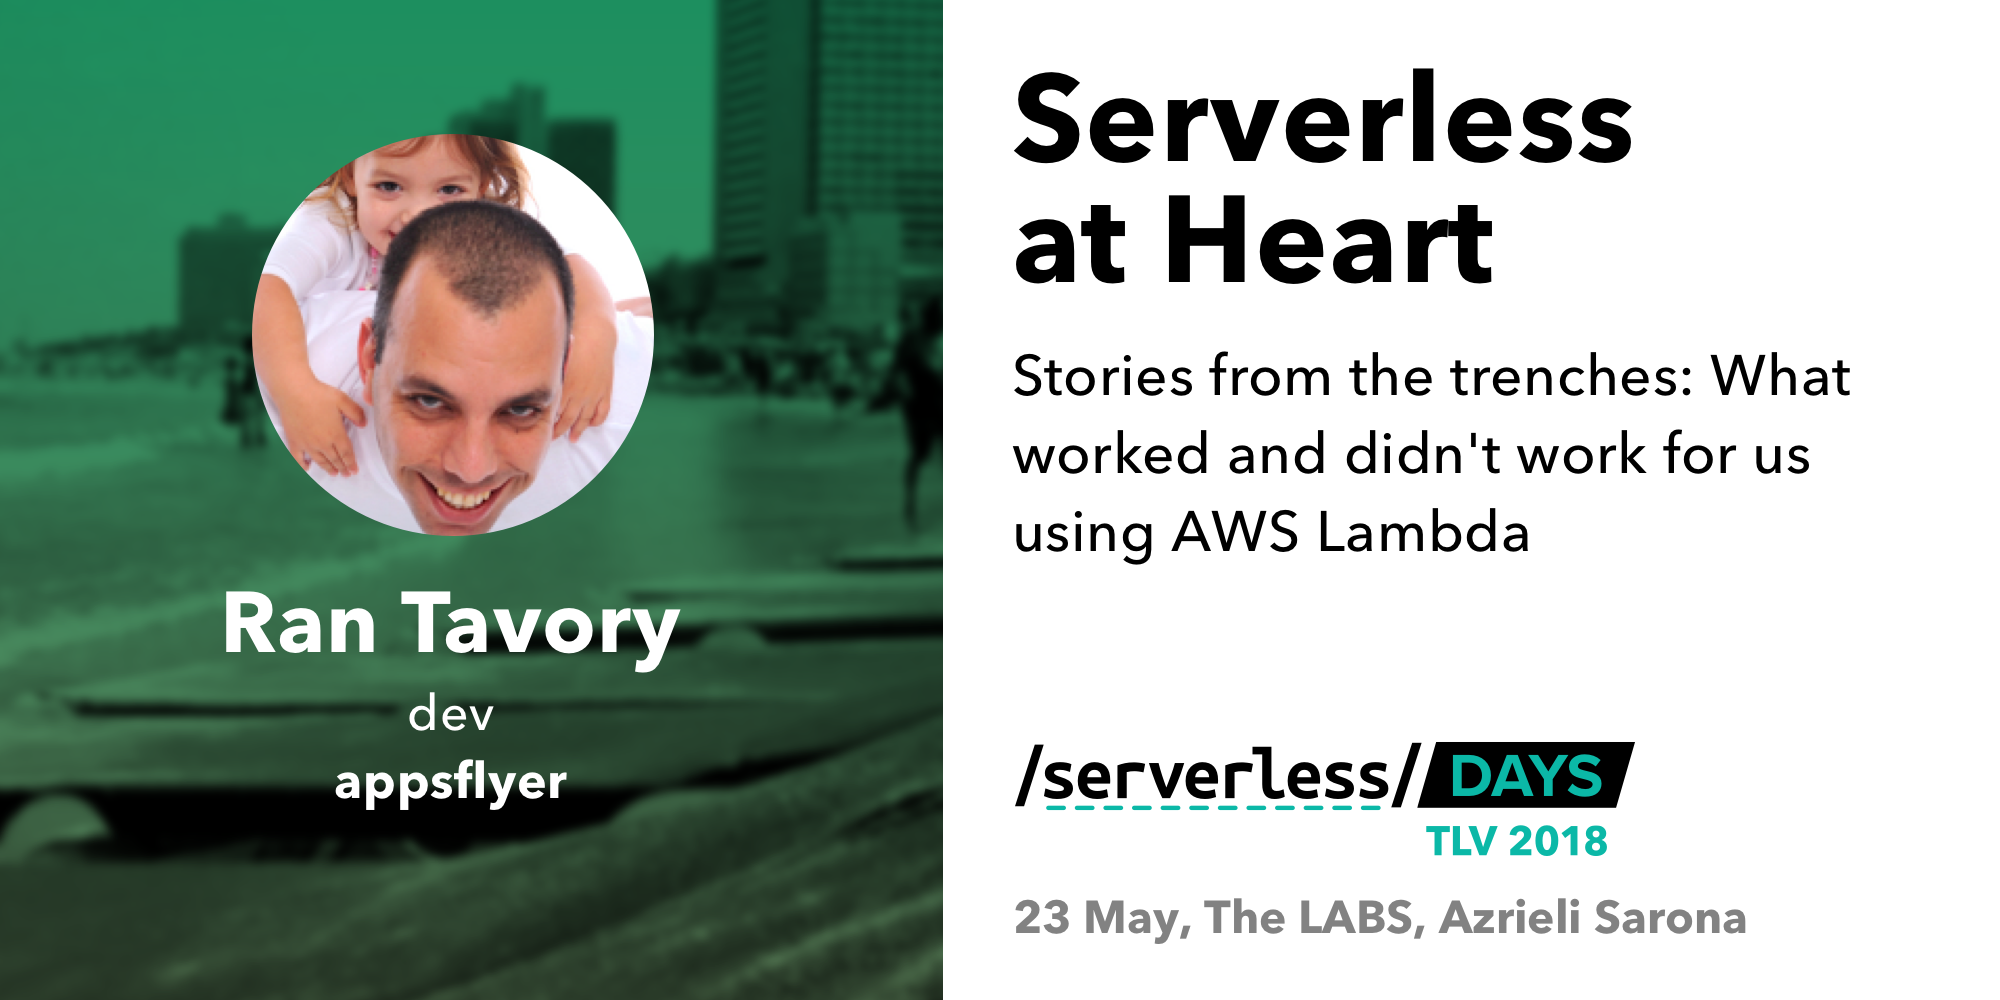 Ran Tavory
dev
appsflyer
Serverless
at Heart
Stories from the trenches: What
worked and didn't work for us
using AWS Lambda
/serverless/ DAYS
TLV 2018
23 May, The LABS, Azrieli Sarona